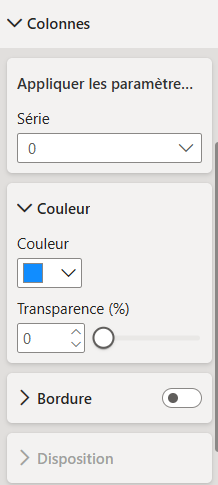 Colonnes
Appliquer les paramètre...
Série
0
Couleur
Couleur
Transparence (%)
0
Bordure
Disposition